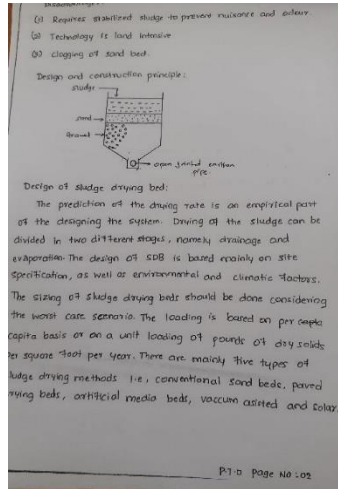 (1) Requires stabilized sludge to prevent nuisance and odour.
(2) Technology is land intensive
(3) Clogging of sand bed.
Design and construction principle:
sludge
sand
Gravel
open jointed earthen
pipe.
Design of sludge drying bed:
The prediction of the drying rate is an empirical part
of the designing the system. Drying of the sludge can be
divided in two different stages, namely drainage and
evaporation. The design of SDB is based mainly on site
specification, as well as environmental and climatic factors.
The sizing of sludge drying beds should be done considering
the worst case scenario. The loading is based on per
capita basis or on a unit loading of pounds of dry solids
per square foot per year. There are mainly five types of
sludge drying methods i.e, conventional sand beds, paved
drying beds, artificial media beds, vaccum asisted and solar.
P.T.O Page No:02